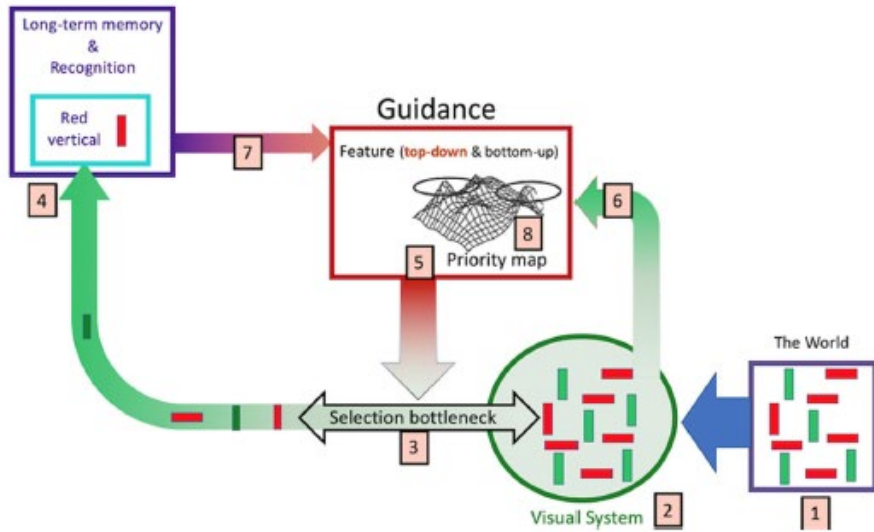 Long-term memory
&
Recognition
Red
vertical
4
7
Guidance
Feature (top-down & bottom-up)
8
Priority map
5
6
Selection bottleneck
3
Visual System
2
The World
1